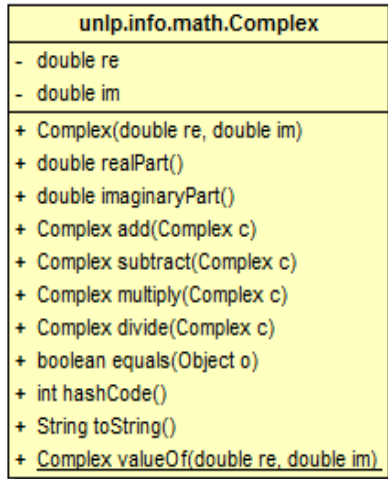 unlp.info.math.Complex
- double re
- double im
+ Complex(double re, double im)
+ double realPart()
+ double imaginaryPart()
+ Complex add(Complex c)
+ Complex subtract(Complex c)
+ Complex multiply(Complex c)
+ Complex divide(Complex c)
+ boolean equals(Object o)
+ int hashCode()
+ String toString()
+ Complex valueOf(double re, double im)